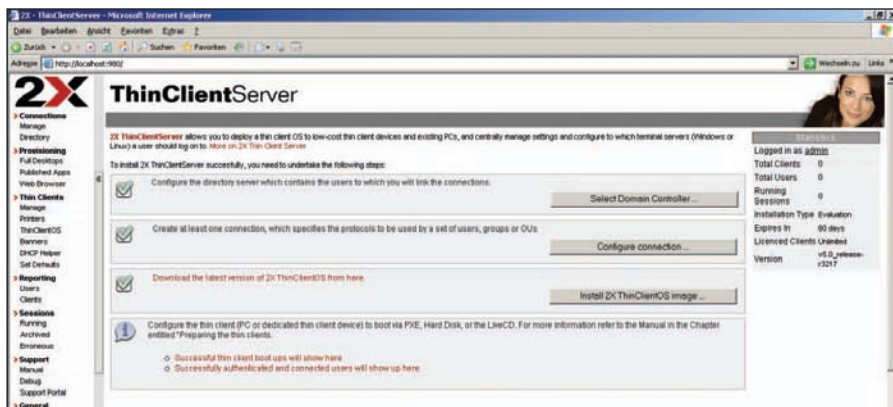 2X - ThinClientServer - Microsoft Internet Explorer
Datei Bearbeiten Ansicht Favoriten Extras ?
Zurück Suchen Favoriten
Adresse http://localhost:980/ Wechseln zu Links
2X
ThinClientServer
Connections
Manage
Directory
Provisioning
Full Desktops
Published Apps
Web Browser
Thin Clients
Manage
Printers
ThinClientOS
Banners
DHCP Helper
Set Defaults
Reporting
Users
Clients
Sessions
Running
Archived
Erroneous
Support
Manual
Debug
Support Portal
General
2X ThinClientServer allows you to deploy a thin client OS to low-cost thin client devices and existing PCs, and centrally manage settings and configure to which terminal servers (Windows or
Linux) a user should log on to. More on 2X Thin Client Server
To install 2X ThinClientServer succesfully, you need to undertake the following steps:
Configure the directory server which contains the users to which you will link the connections.
Select Domain Controller ...
Create at least one connection, which specifies the protocols to be used by a set of users, groups or OUs
Configure connection ...
Download the latest version of 2X ThinClientOS from here.
Install 2X ThinClientOS image ...
Configure the thin client (PC or dedicated thin client device) to boot via PXE, Hard Disk, or the LiveCD. For more information refer to the Manual in the Chapter
entitled "Preparing the thin clients.
Successful thin client boot ups will show here
Successfully authenticated and connected users will show up here.
Statistics
Logged in as admin
Total Clients 0
Total Users 0
Running
Sessions 0
Installation Type Evaluation
Expires In 60 days
Licenced Clients Unlimited
Version v5.0_release-
r3217